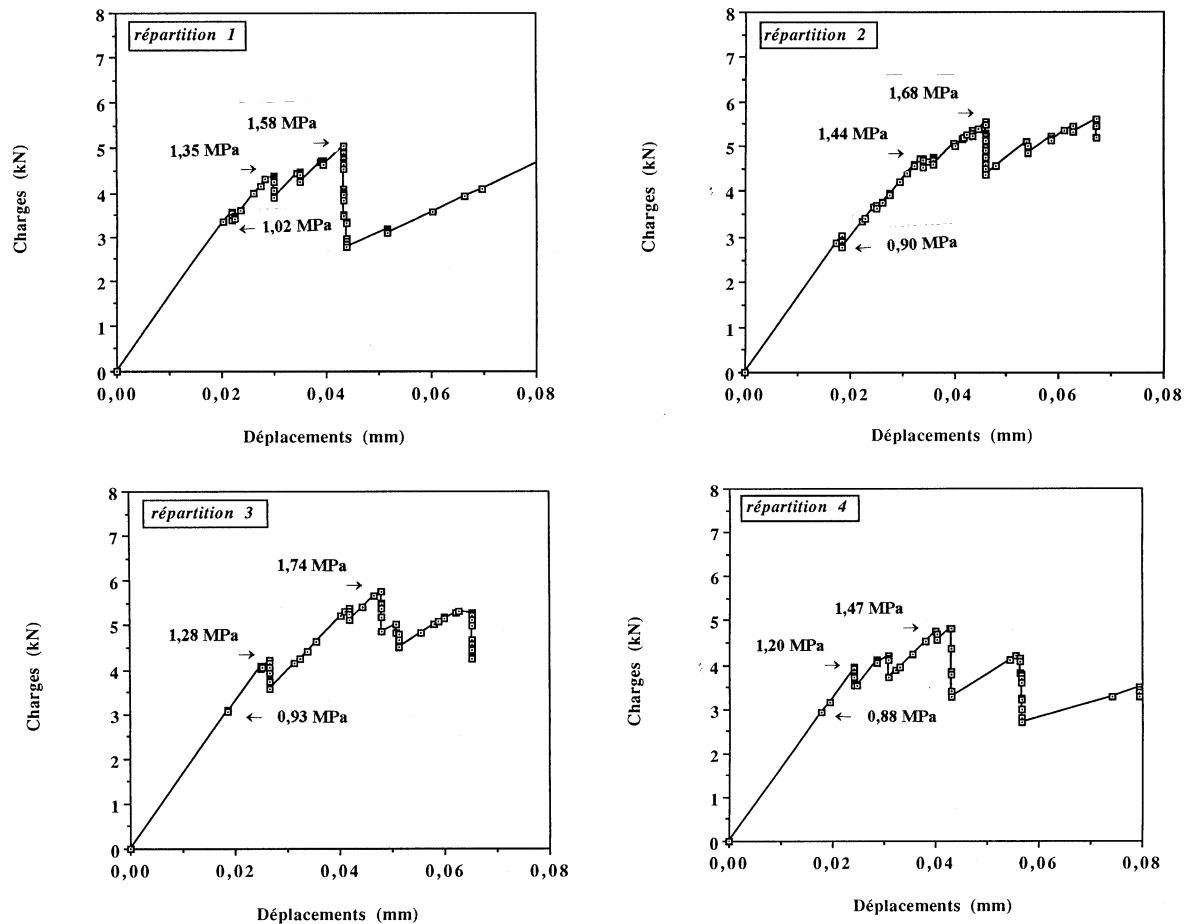 répartition 1
8
7
6
5
4
3
2
1
0
Charges (kN)
1,58 MPa
1,35 MPa
1,02 MPa
0,00 0,02 0,04 0,06 0,08
Déplacements (mm)
répartition 2
8
7
6
5
4
3
2
1
0
Charges (kN)
1,68 MPa
1,44 MPa
0,90 MPa
0,00 0,02 0,04 0,06 0,08
Déplacements (mm)
répartition 3
8
7
6
5
4
3
2
1
0
Charges (kN)
1,74 MPa
1,28 MPa
0,93 MPa
0,00 0,02 0,04 0,06 0,08
Déplacements (mm)
répartition 4
8
7
6
5
4
3
2
1
0
Charges (kN)
1,47 MPa
1,20 MPa
0,88 MPa
0,00 0,02 0,04 0,06 0,08
Déplacements (mm)